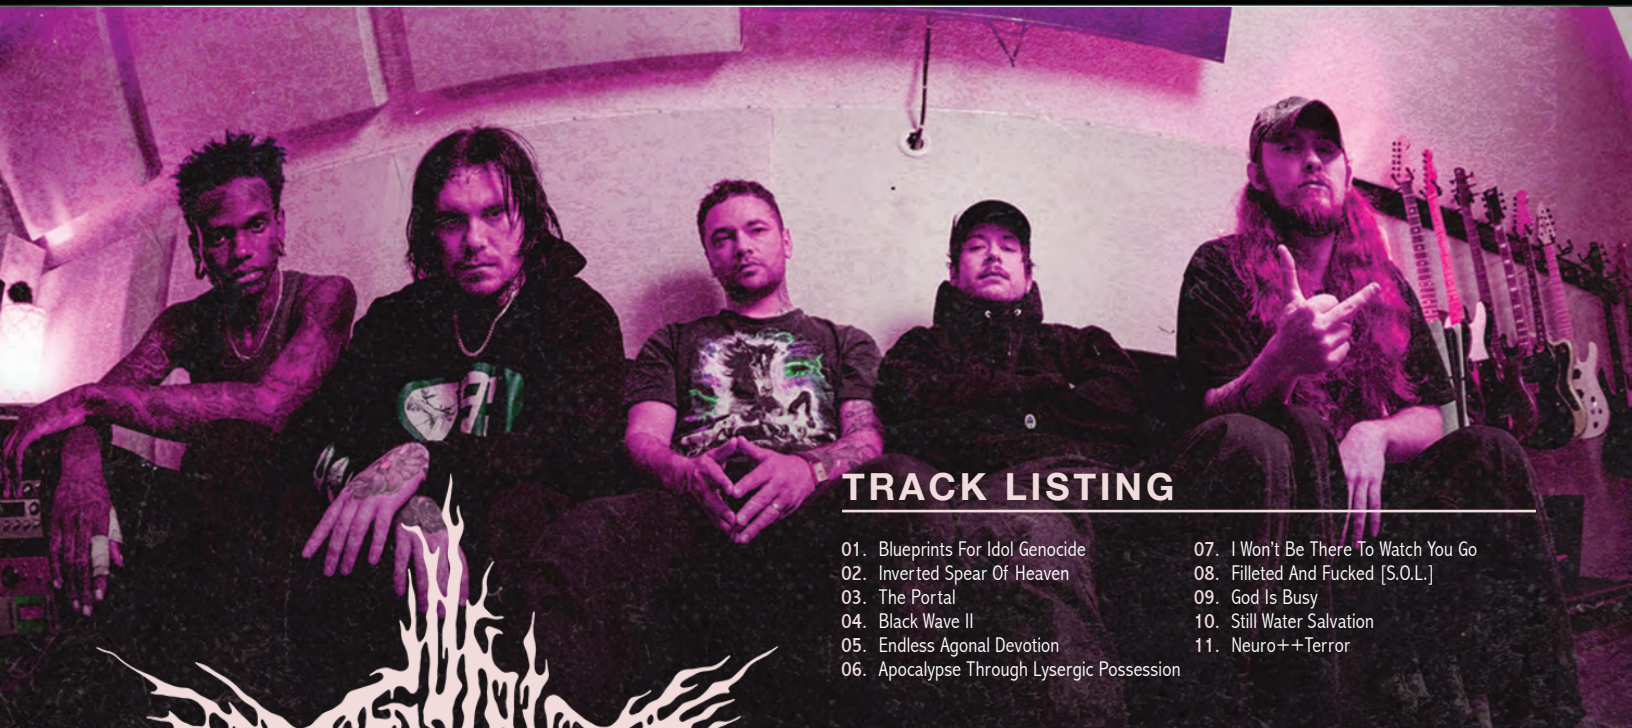 TRACK LISTING
01. Blueprints For Idol Genocide
02. Inverted Spear Of Heaven
03. The Portal
04. Black Wave II
05. Endless Agonal Devotion
06. Apocalypse Through Lysergic Possession
07. I Won't Be There To Watch You Go
08. Filleted And Fucked [S.O.L.]
09. God Is Busy
10. Still Water Salvation
11. Neuro++Terror